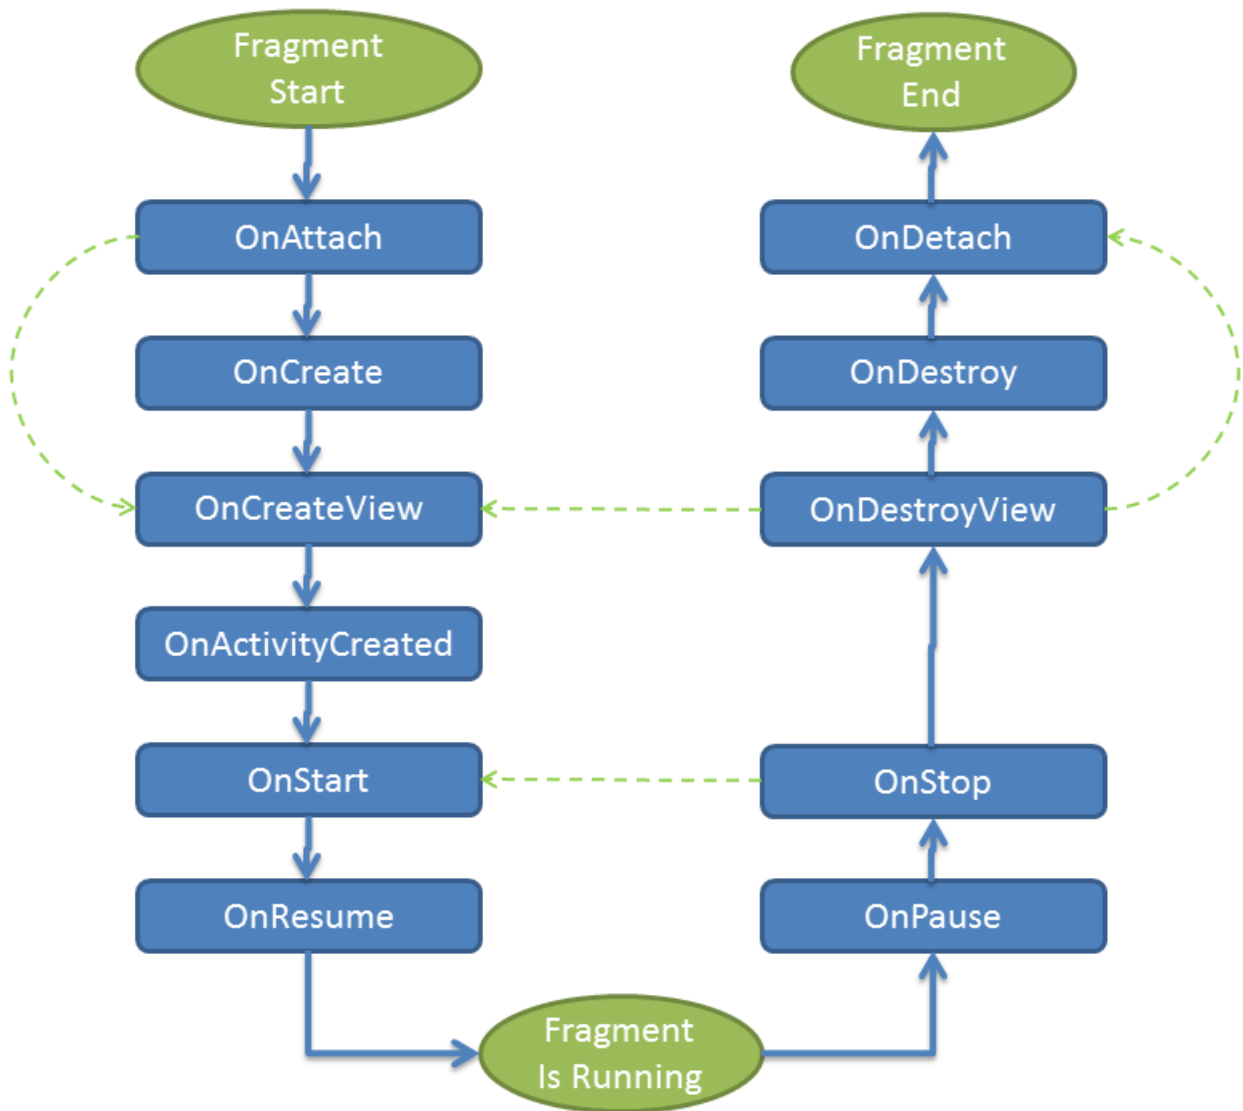 Fragment
Start
OnAttach
OnCreate
OnCreateView
OnActivityCreated
OnStart
OnResume
Fragment
Is Running
OnPause
OnStop
OnDestroyView
OnDestroy
OnDetach
Fragment
End